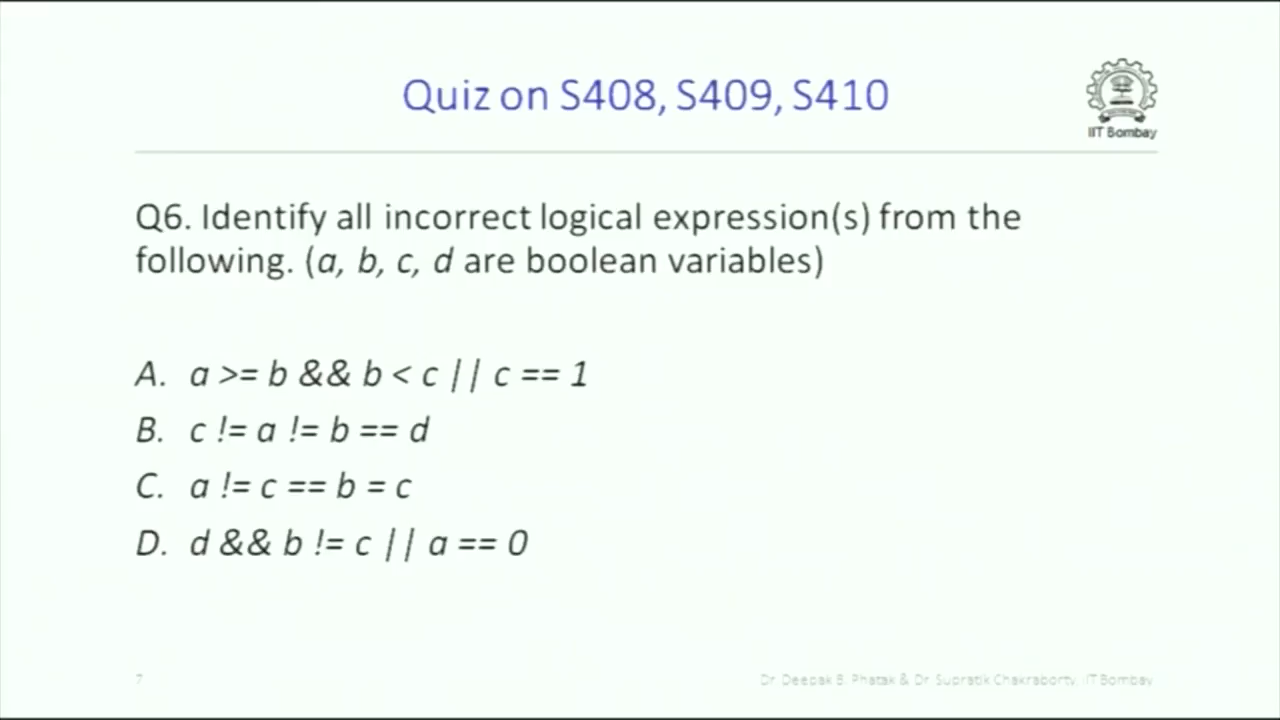 Quiz on S408, S409, S410
IIT Bombay
Q6. Identify all incorrect logical expression(s) from the
following. (a, b, c, d are boolean variables)
A. a >= b && b < c || c == 1
B. c != a != b == d
C. a != c == b = c
D. d && b != c || a == 0
7
Dr. Deepak B. Phatak & Dr. Supratik Chakraborty, IIT Bombay